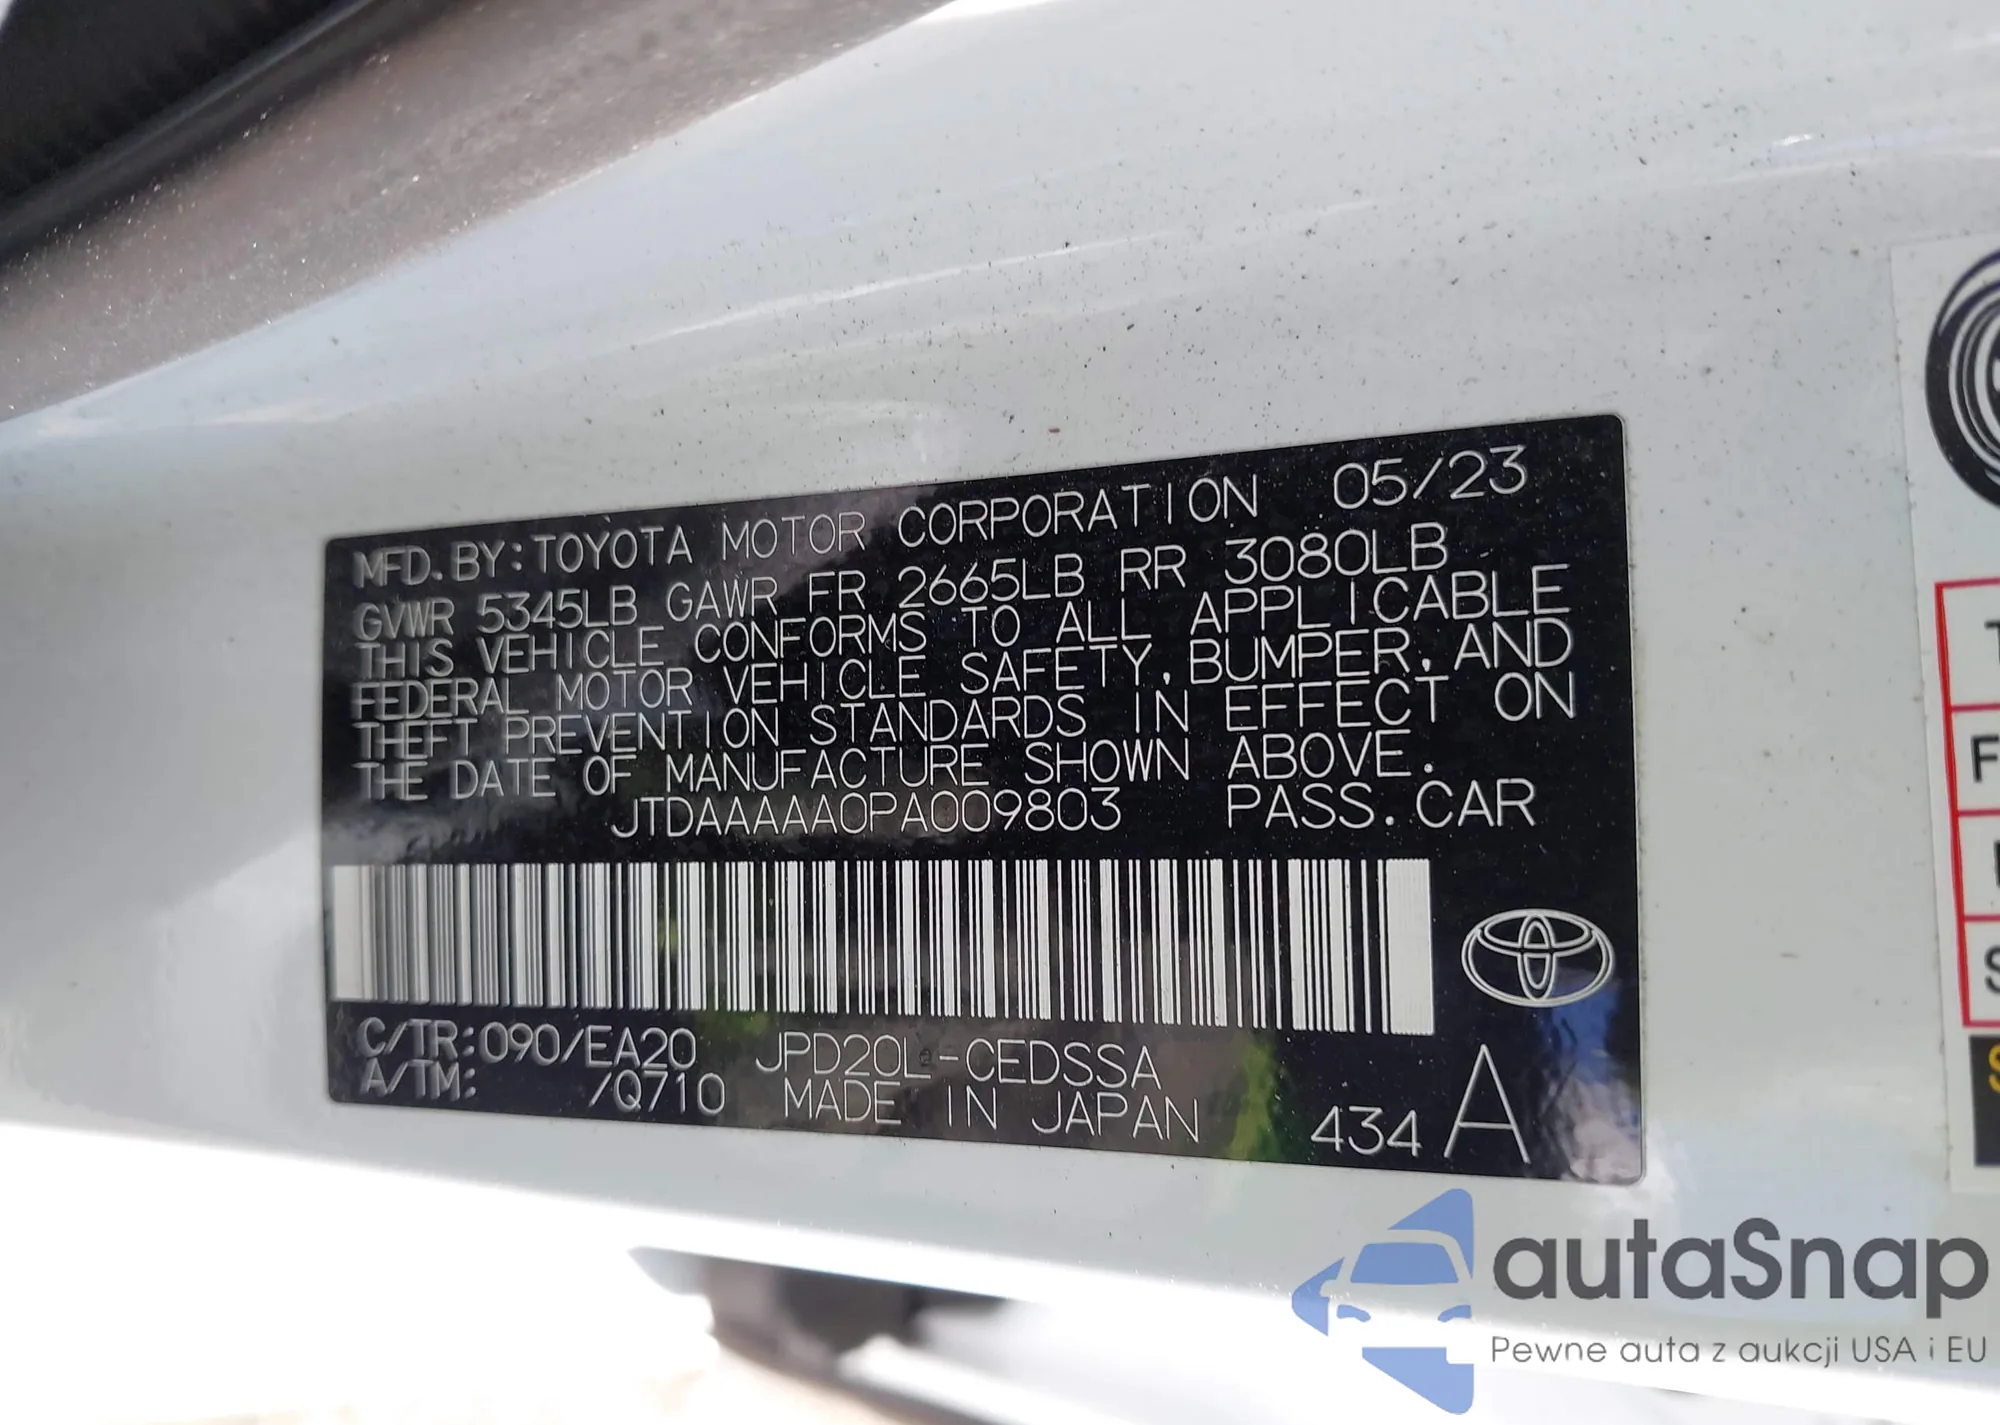 MFD. BY: TOYOTA MOTOR CORPORATION 05/23
GVWR 5345LB GAWR FR 2665LB RR 3080LB
THIS VEHICLE CONFORMS TO ALL APPLICABLE
FEDERAL MOTOR VEHICLE SAFETY, BUMPER, AND
THEFT PREVENTION STANDARDS IN EFFECT ON
THE DATE OF MANUFACTURE SHOWN ABOVE.
JTDAAAAA0PA009803 PASS. CAR
C/TR: 090/EA20 JPD20L-CEDSSA
A/TM: /Q710 MADE IN JAPAN 434 A
autaSnap
Pewne auta z aukcji USA i EU